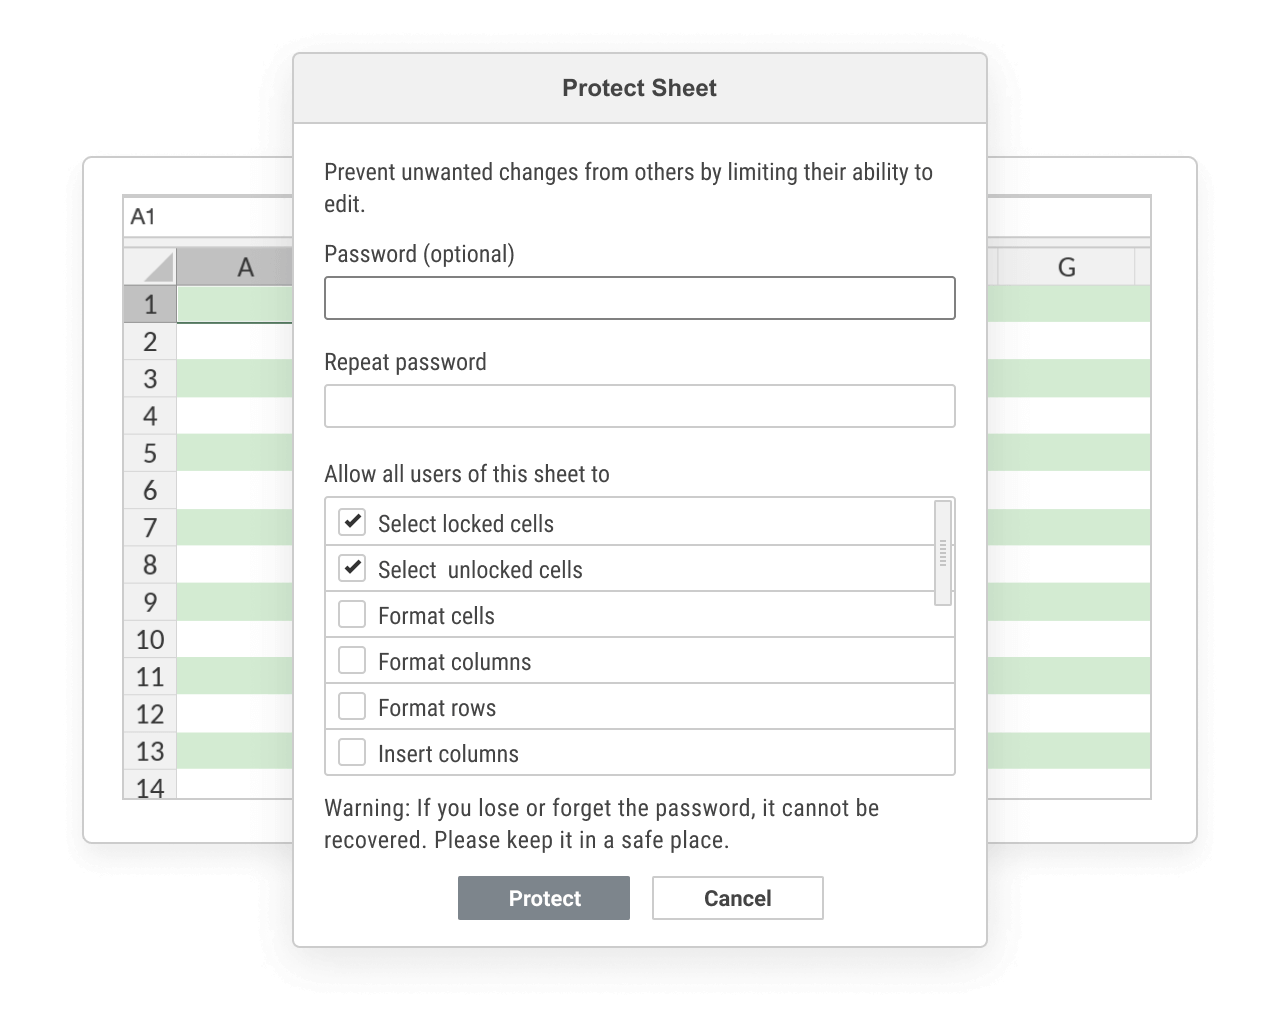 Protect Sheet
Prevent unwanted changes from others by limiting their ability to
edit.
Password (optional)
Repeat password
Allow all users of this sheet to
Select locked cells
Select  unlocked cells
Format cells
Format columns
Format rows
Insert columns
Warning: If you lose or forget the password, it cannot be
recovered. Please keep it in a safe place.
Protect Cancel
A1
A G
1
2
3
4
5
6
7
8
9
10
11
12
13
14